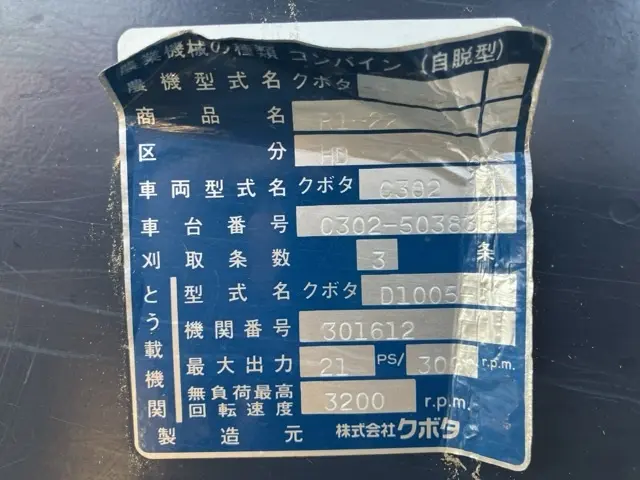 農業機械の種類 コンバイン (自脱型)
農機型式名 クボタ
商品名 R1-22
区分 HD
車両型式名 クボタ C302
車台番号 C302-5038
刈取条数 3 条
とう載機関
型式名 クボタ D1005
機関番号 301612
最大出力 21 PS/ 30 r.p.m.
無負荷最高回転速度 3200 r.p.m.
製造元 株式会社クボタ